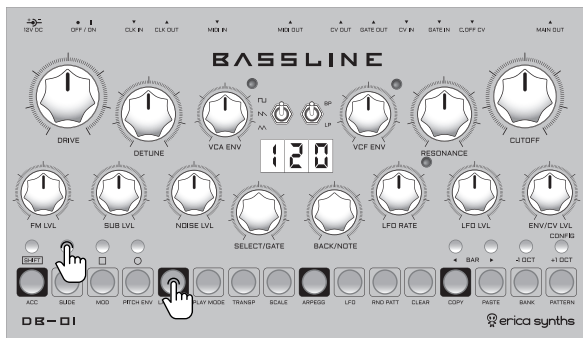 12V DC OFF / ON CLK IN CLK OUT MIDI IN MIDI OUT CV OUT GATE OUT CV IN GATE IN C.OFF CV MAIN OUT
BASSLINE
DRIVE DETUNE VCA ENV BP LP VCF ENV RESONANCE CUTOFF
120
FM LVL SUB LVL NOISE LVL SELECT/GATE BACK/NOTE LFO RATE LFO LVL ENV/CV LVL
CONFIG
SHIFT ◄ BAR ► -1 OCT +1 OCT
ACC SLIDE MOD PITCH ENV PLAY MODE TRANSP SCALE ARPEGG LFO RND PATT CLEAR COPY PASTE BANK PATTERN
DB-01 erica synths